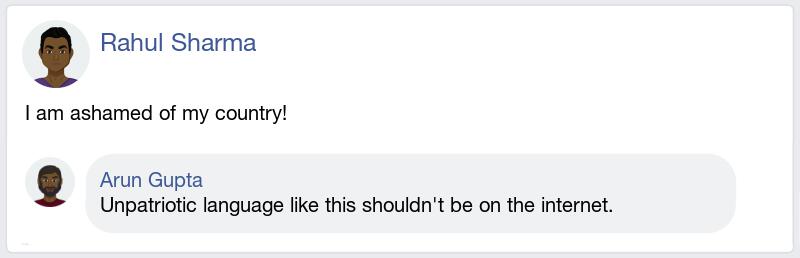 Rahul Sharma
I am ashamed of my country!
Arun Gupta
Unpatriotic language like this shouldn't be on the internet.